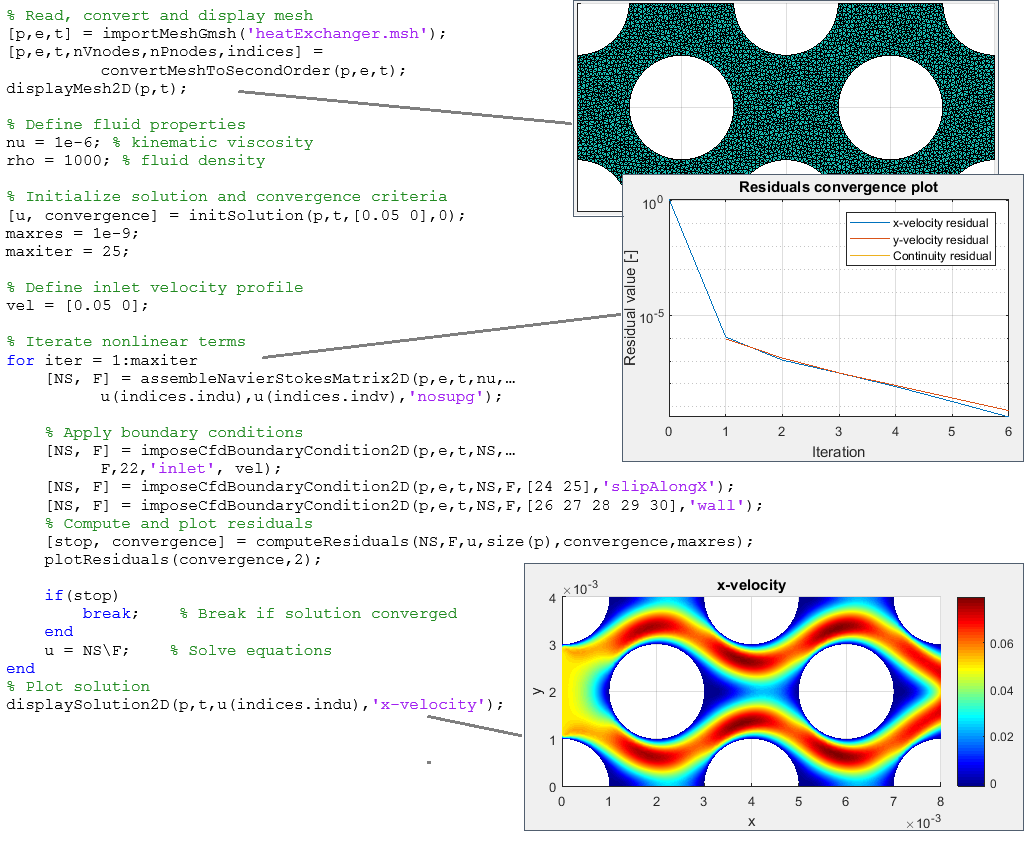 % Read, convert and display mesh
[p,e,t] = importMeshGmsh('heatExchanger.msh');
[p,e,t,nVnodes,nPnodes,indices] =
convertMeshToSecondOrder(p,e,t);
displayMesh2D(p,t);
% Define fluid properties
nu = 1e-6; % kinematic viscosity
rho = 1000; % fluid density
% Initialize solution and convergence criteria
[u, convergence] = initSolution(p,t,[0.05 0],0);
maxres = 1e-9;
maxiter = 25;
% Define inlet velocity profile
vel = [0.05 0];
% Iterate nonlinear terms
for iter = 1:maxiter
[NS, F] = assembleNavierStokesMatrix2D(p,e,t,nu,…
u(indices.indu),u(indices.indv),'nosupg');
% Apply boundary conditions
[NS, F] = imposeCfdBoundaryCondition2D(p,e,t,NS,…
F,22,'inlet', vel);
[NS, F] = imposeCfdBoundaryCondition2D(p,e,t,NS,F,[24 25],'slipAlongX');
[NS, F] = imposeCfdBoundaryCondition2D(p,e,t,NS,F,[26 27 28 29 30],'wall');
% Compute and plot residuals
[stop, convergence] = computeResiduals(NS,F,u,size(p),convergence,maxres);
plotResiduals(convergence,2);
if(stop)
break; % Break if solution converged
end
u = NS\F; % Solve equations
end
% Plot solution
displaySolution2D(p,t,u(indices.indu),'x-velocity');
Residuals convergence plot
10^0
10^-5
Residual value [-]
x-velocity residual
y-velocity residual
Continuity residual
0 1 2 3 4 5 6
Iteration
x-velocity
×10^-3
4
3
2
1
0
y
0 1 2 3 4 5 6 7 8
x
×10^-3
0.06
0.04
0.02
0